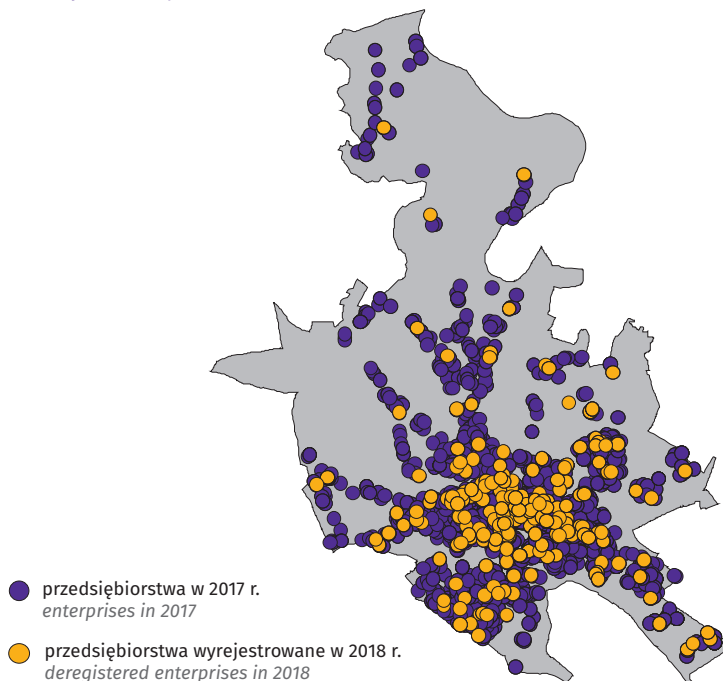 przedsiębiorstwa w 2017 r.
enterprises in 2017
przedsiębiorstwa wyrejestrowane w 2018 r.
deregistered enterprises in 2018